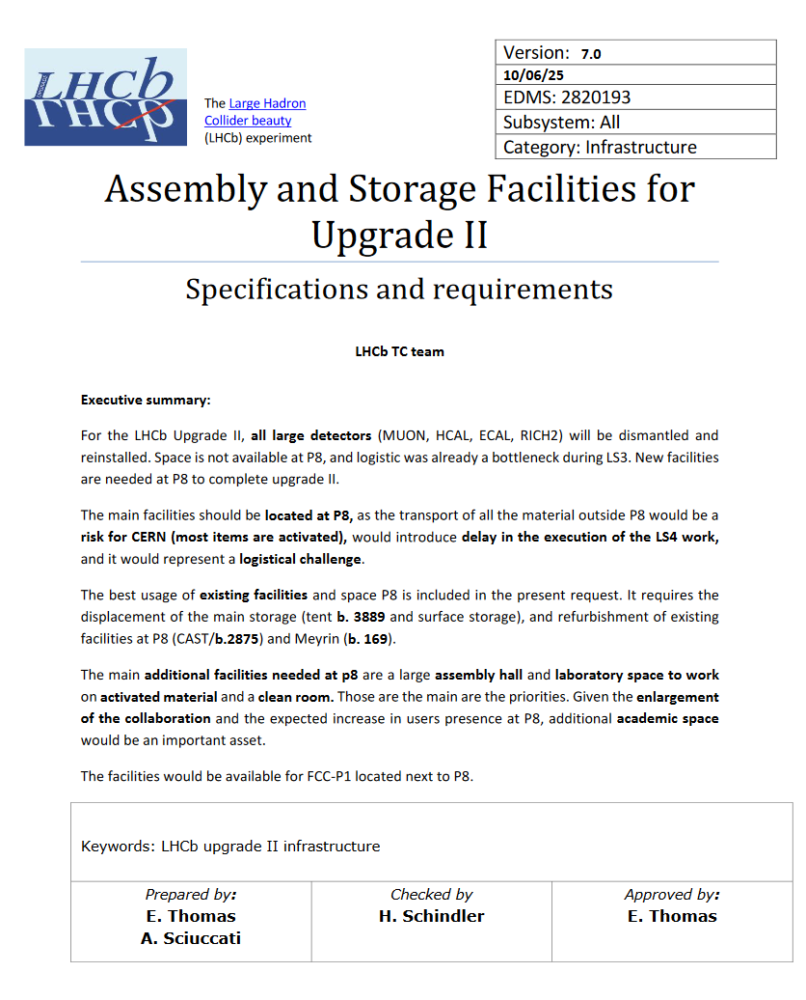 LHCb
UPGRADE
LHCb
The Large Hadron
Collider beauty
(LHCb) experiment
Version: 7.0
10/06/25
EDMS: 2820193
Subsystem: All
Category: Infrastructure
Assembly and Storage Facilities for
Upgrade II
Specifications and requirements
LHCb TC team
Executive summary:
For the LHCb Upgrade II, all large detectors (MUON, HCAL, ECAL, RICH2) will be dismantled and
reinstalled. Space is not available at P8, and logistic was already a bottleneck during LS3. New facilities
are needed at P8 to complete upgrade II.
The main facilities should be located at P8, as the transport of all the material outside P8 would be a
risk for CERN (most items are activated), would introduce delay in the execution of the LS4 work,
and it would represent a logistical challenge.
The best usage of existing facilities and space P8 is included in the present request. It requires the
displacement of the main storage (tent b. 3889 and surface storage), and refurbishment of existing
facilities at P8 (CAST/b.2875) and Meyrin (b. 169).
The main additional facilities needed at p8 are a large assembly hall and laboratory space to work
on activated material and a clean room. Those are the main are the priorities. Given the enlargement
of the collaboration and the expected increase in users presence at P8, additional academic space
would be an important asset.
The facilities would be available for FCC-P1 located next to P8.
Keywords: LHCb upgrade II infrastructure
Prepared by:
E. Thomas
A. Sciuccati
Checked by
H. Schindler
Approved by:
E. Thomas